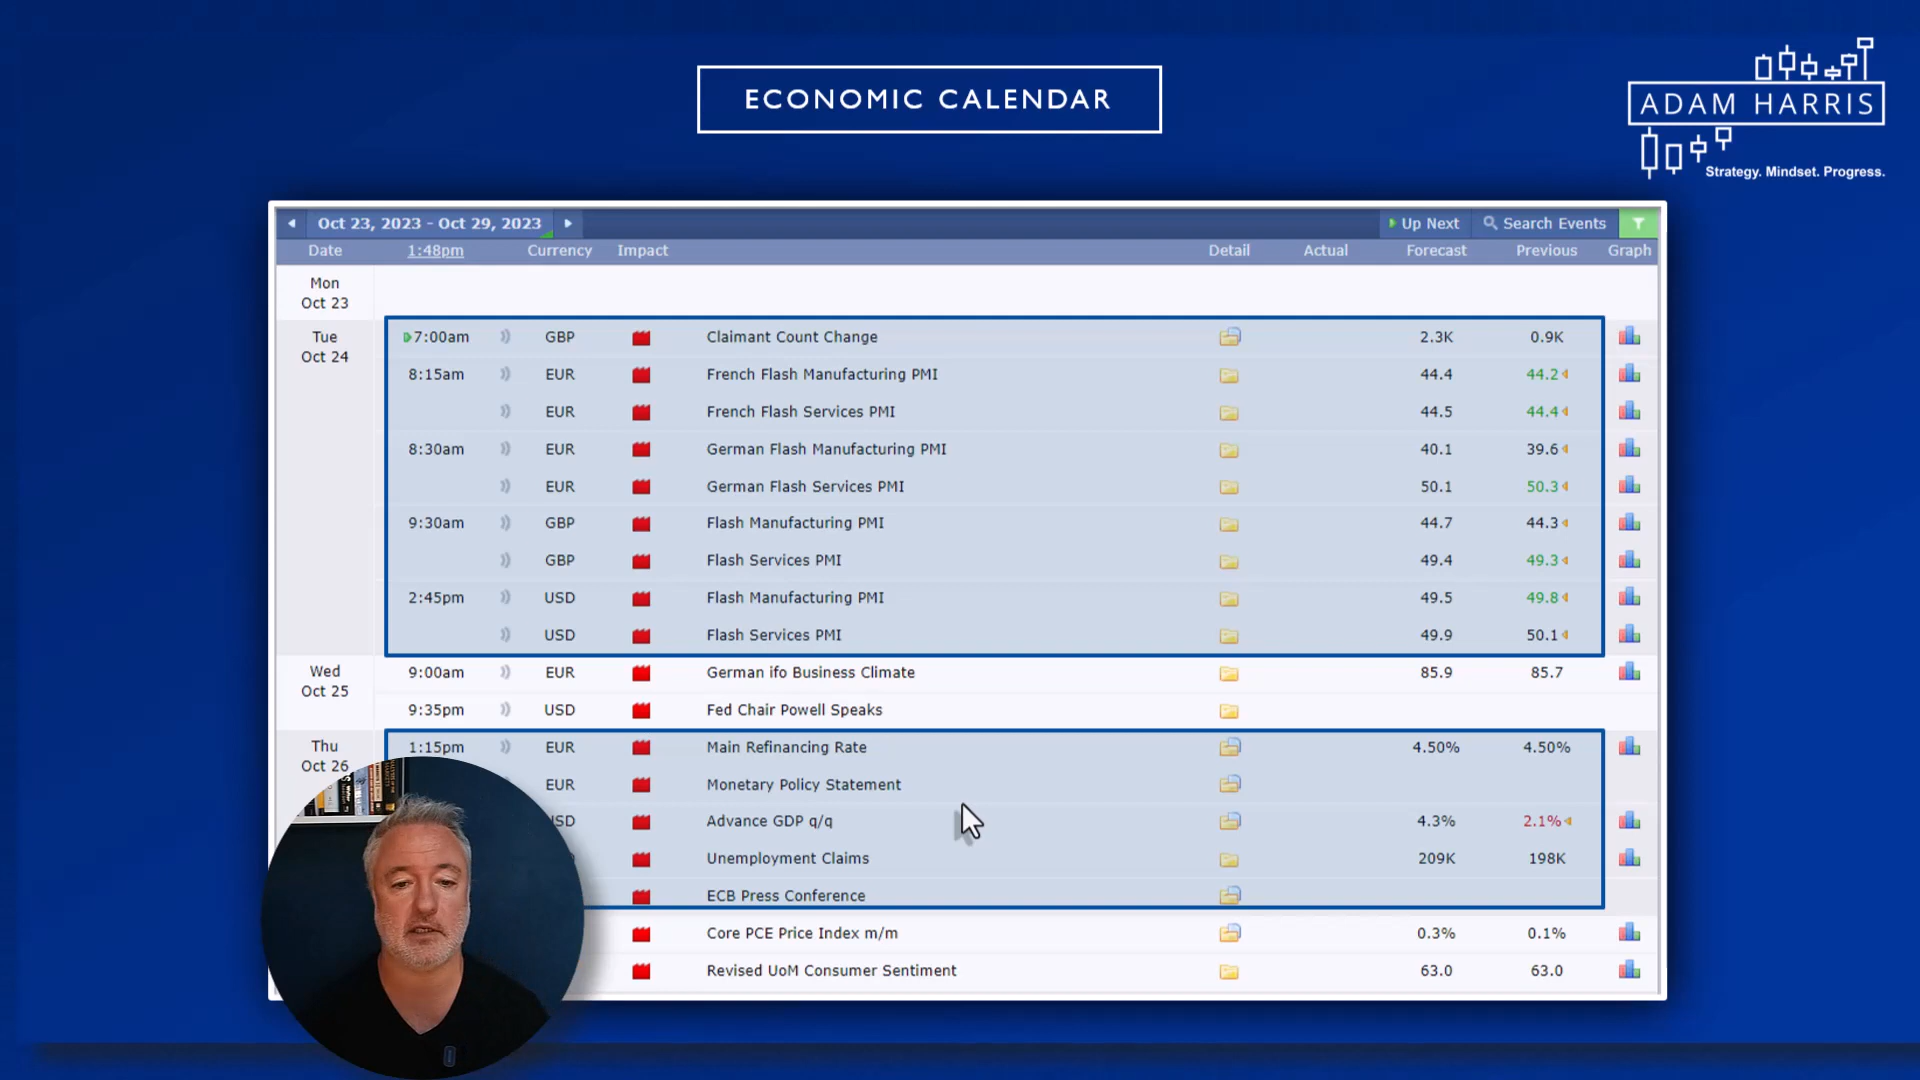 ECONOMIC CALENDAR
ADAM HARRIS
Strategy. Mindset. Progress.
Oct 23, 2023 - Oct 29, 2023 Up Next Search Events
Date 1:48pm Currency Impact Detail Actual Forecast Previous Graph
Mon
Oct 23
Tue
Oct 24
7:00am GBP Claimant Count Change 2.3K 0.9K
8:15am EUR French Flash Manufacturing PMI 44.4 44.2
EUR French Flash Services PMI 44.5 44.4
8:30am EUR German Flash Manufacturing PMI 40.1 39.6
EUR German Flash Services PMI 50.1 50.3
9:30am GBP Flash Manufacturing PMI 44.7 44.3
GBP Flash Services PMI 49.4 49.3
2:45pm USD Flash Manufacturing PMI 49.5 49.8
USD Flash Services PMI 49.9 50.1
Wed
Oct 25
9:00am EUR German ifo Business Climate 85.9 85.7
9:35pm USD Fed Chair Powell Speaks
Thu
Oct 26
1:15pm EUR Main Refinancing Rate 4.50% 4.50%
EUR Monetary Policy Statement
SD Advance GDP q/q 4.3% 2.1%
Unemployment Claims 209K 198K
ECB Press Conference
Core PCE Price Index m/m 0.3% 0.1%
Revised UoM Consumer Sentiment 63.0 63.0